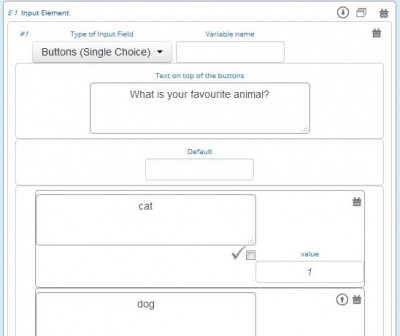 E 1 Input Element
#1 Type of Input Field Variable name
Buttons (Single Choice)
Text on top of the buttons
What is your favourite animal?
Default
cat
value
1
dog